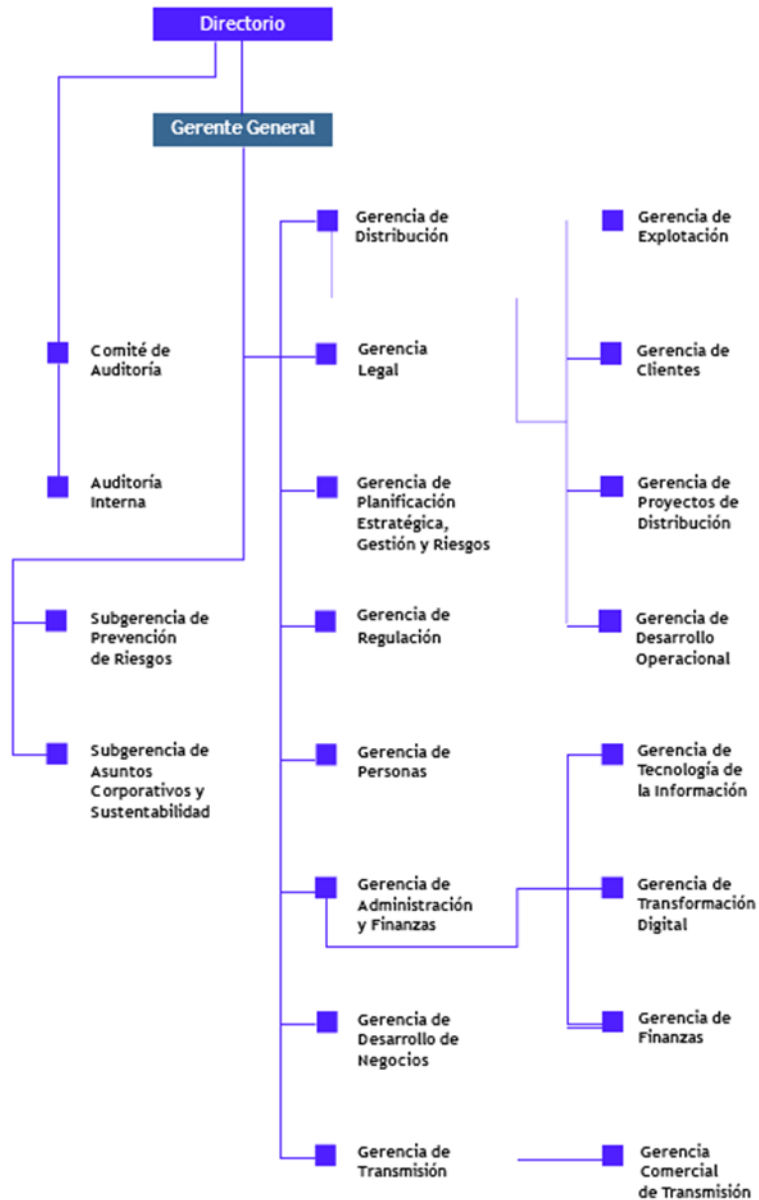 Directorio
Gerente General
Gerencia de
Distribución
Gerencia de
Explotación
Comité de
Auditoría
Gerencia
Legal
Gerencia de
Clientes
Auditoría
Interna
Gerencia de
Planificación
Estratégica,
Gestión y Riesgos
Gerencia de
Proyectos de
Distribución
Subgerencia de
Prevención
de Riesgos
Gerencia de
Regulación
Gerencia de
Desarrollo
Operacional
Subgerencia de
Asuntos
Corporativos y
Sustentabilidad
Gerencia de
Personas
Gerencia de
Tecnología de
la Información
Gerencia de
Administración
y Finanzas
Gerencia de
Transformación
Digital
Gerencia de
Desarrollo de
Negocios
Gerencia de
Finanzas
Gerencia de
Transmisión
Gerencia
Comercial
de Transmisión